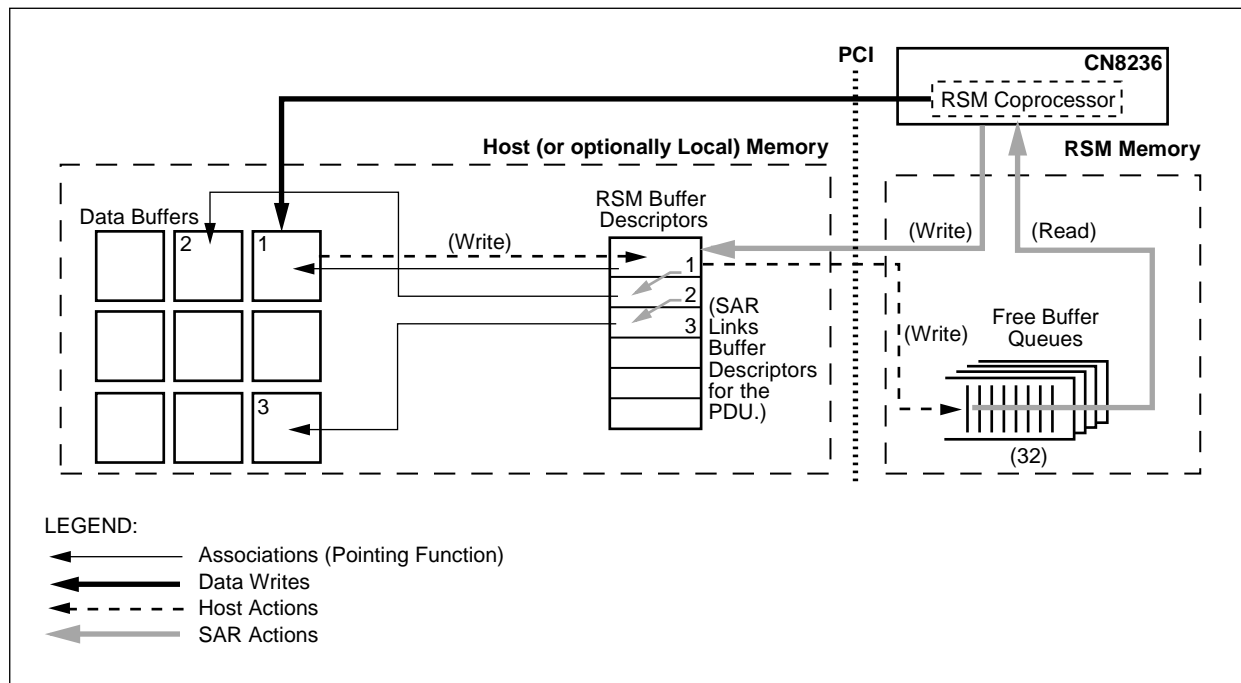 PCI
CN8236
RSM Coprocessor
Host (or optionally Local) Memory
RSM Memory
Data Buffers
RSM Buffer
Descriptors
2
1
(Write)
(Write)
(Read)
1
2
3
(SAR
Links
Buffer
Descriptors
for the
PDU.)
(Write)
Free Buffer
Queues
3
(32)
LEGEND:
Associations (Pointing Function)
Data Writes
Host Actions
SAR Actions